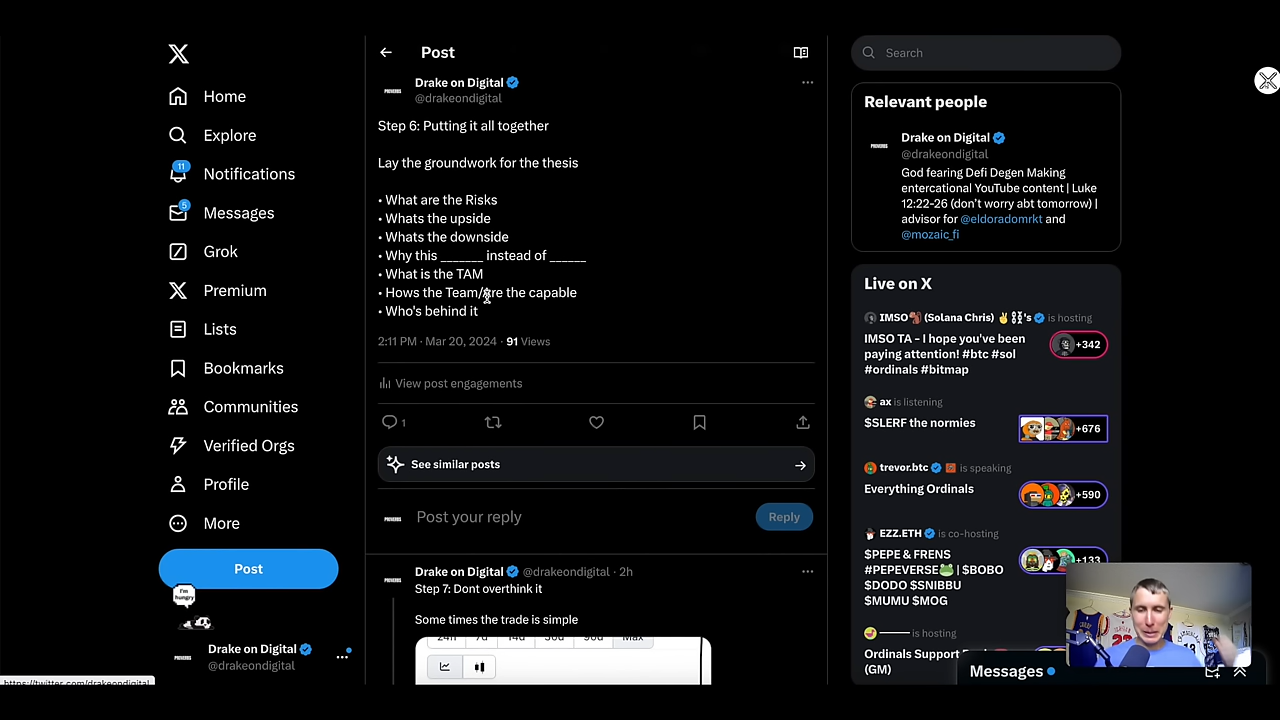 Home
Explore
11
Notifications
5
Messages
Grok
Premium
Lists
Bookmarks
Communities
Verified Orgs
Profile
More
Post
I'm
hungry
Drake on Digital
@drakeondigital
https://twitter.com/drakeondigital
Post
PROVERBS
Drake on Digital
@drakeondigital
Step 6: Putting it all together
Lay the groundwork for the thesis
• What are the Risks
• Whats the upside
• Whats the downside
• Why this _______ instead of ______
• What is the TAM
• Hows the Team/are the capable
• Who's behind it
2:11 PM · Mar 20, 2024 · 91 Views
View post engagements
1
See similar posts
Post your reply
Reply
Drake on Digital @drakeondigital · 2h
Step 7: Dont overthink it
Some times the trade is simple
24h 7d 14d 30d 90d Max
Search
Relevant people
Drake on Digital
@drakeondigital
God fearing Defi Degen Making
entercational YouTube content | Luke
12:22-26 (don't worry abt tomorrow) |
advisor for @eldoradomrkt and
@mozaic_fi
Live on X
IMSO (Solana Chris) 's is hosting
IMSO TA - I hope you've been
paying attention! #btc #sol
#ordinals #bitmap
+342
ax is listening
$SLERF the normies
+676
trevor.btc is speaking
Everything Ordinals
+590
EZZ.ETH is co-hosting
$PEPE & FRENS
#PEPEVERSE🐸 | $BOBO
$DODO $SNIBBU
$MUMU $MOG
+133
is hosting
Ordinals Support
(GM)
Messages